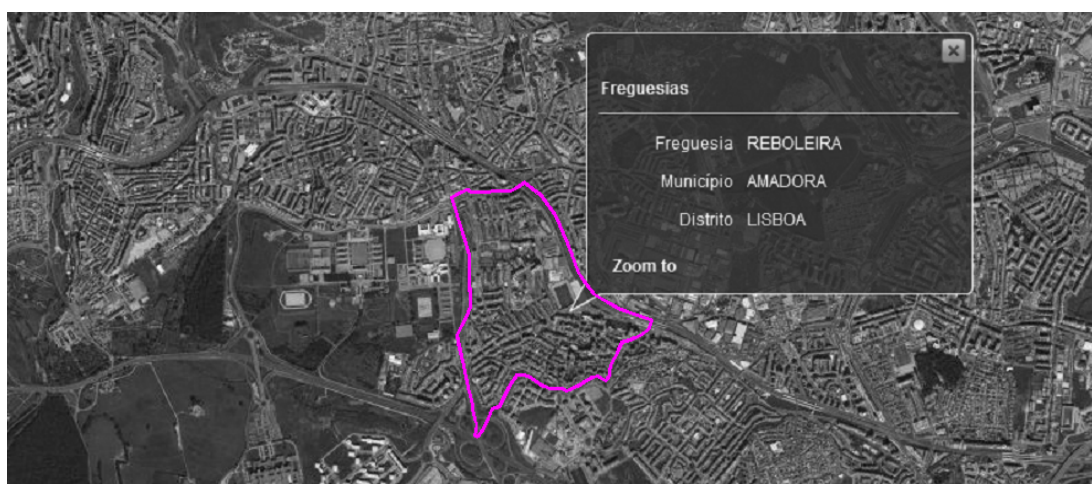 Freguesias
Freguesia REBOLEIRA
Município AMADORA
Distrito LISBOA
Zoom to